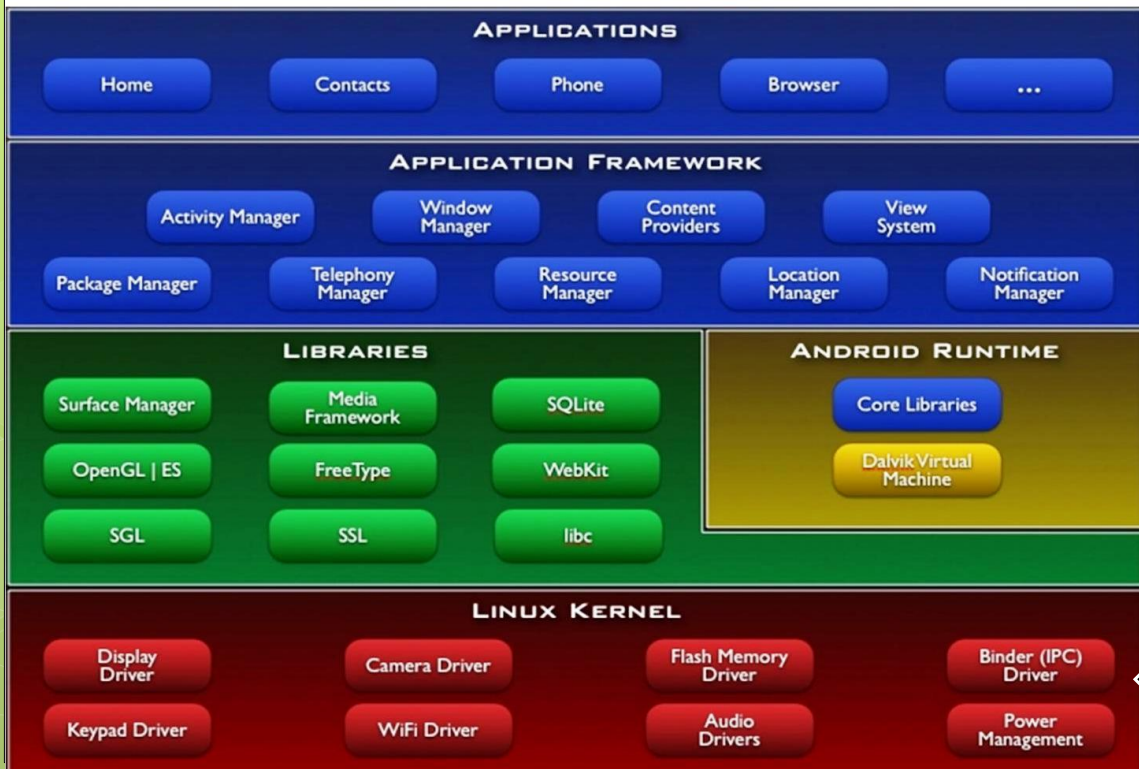 APPLICATIONS
Home
Contacts
Phone
Browser
...
APPLICATION FRAMEWORK
Activity Manager
Window
Manager
Content
Providers
View
System
Package Manager
Telephony
Manager
Resource
Manager
Location
Manager
Notification
Manager
LIBRARIES
Surface Manager
Media
Framework
SQLite
OpenGL | ES
FreeType
WebKit
SGL
SSL
libc
ANDROID RUNTIME
Core Libraries
Dalvik Virtual
Machine
LINUX KERNEL
Display
Driver
Camera Driver
Flash Memory
Driver
Binder (IPC)
Driver
Keypad Driver
WiFi Driver
Audio
Drivers
Power
Management